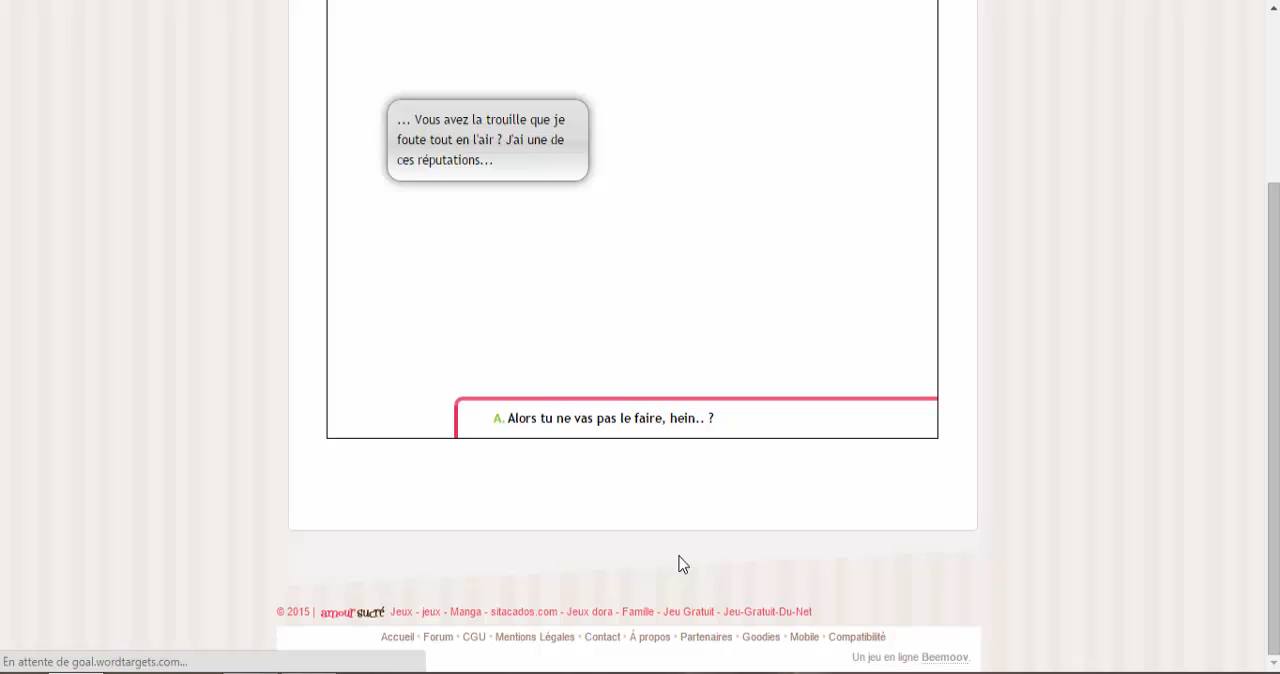 ... Vous avez la trouille que je
foute tout en l'air ? J'ai une de
ces réputations...
A. Alors tu ne vas pas le faire, hein.. ?
© 2015 | amour sucré Jeux - jeux - Manga - sitacados.com - Jeux dora - Famille - Jeu Gratuit - Jeu-Gratuit-Du-Net
Accueil • Forum • CGU • Mentions Légales • Contact • À propos • Partenaires • Goodies • Mobile • Compatibilité
Un jeu en ligne Beemoov.
En attente de goal.wordtargets.com...